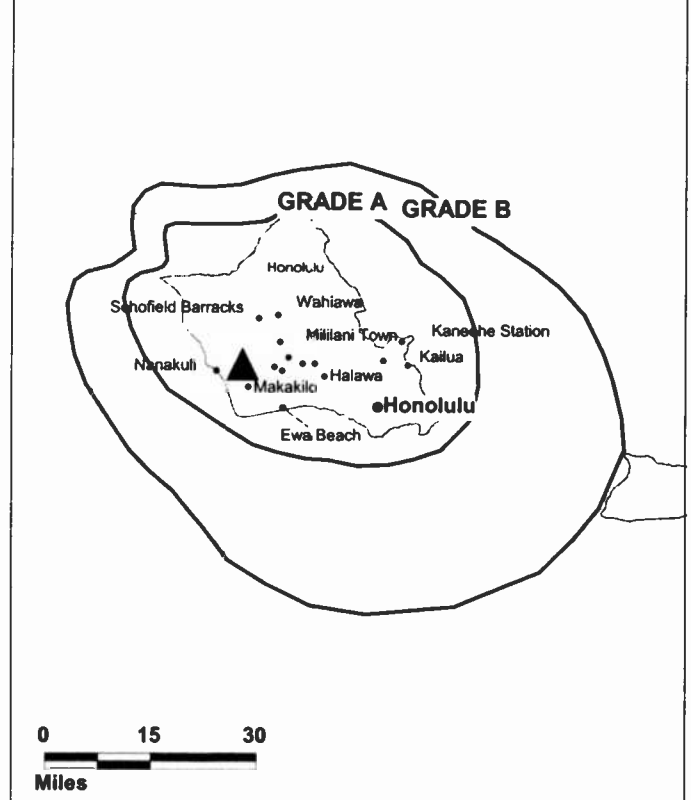 GRADE A
GRADE B
Honolulu
Schofield Barracks
Wahiawa
Mililani Town
Kaneohe Station
Nanakuli
Kailua
Halawa
Makakilo
Honolulu
Ewa Beach
0 15 30
Miles